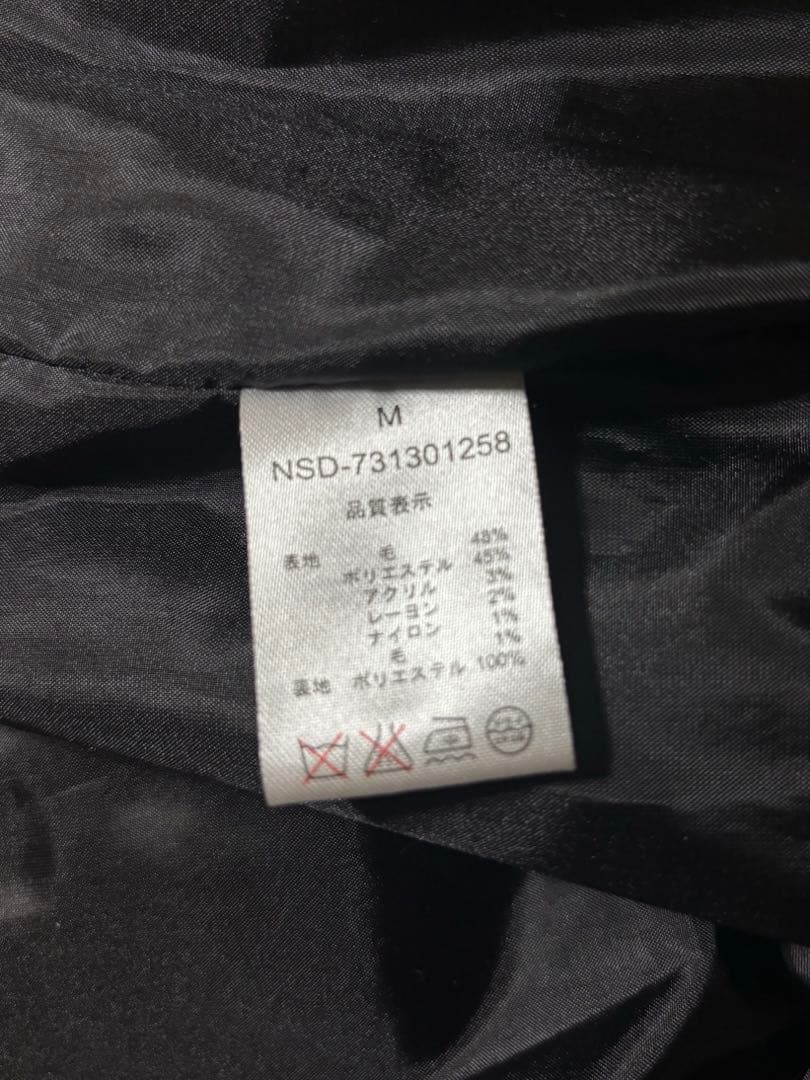 M
NSD-731301258
品質表示
表地 毛 48%
ポリエステル 45%
アクリル 3%
レーヨン 2%
ナイロン 1%
毛 1%
裏地 ポリエステル 100%